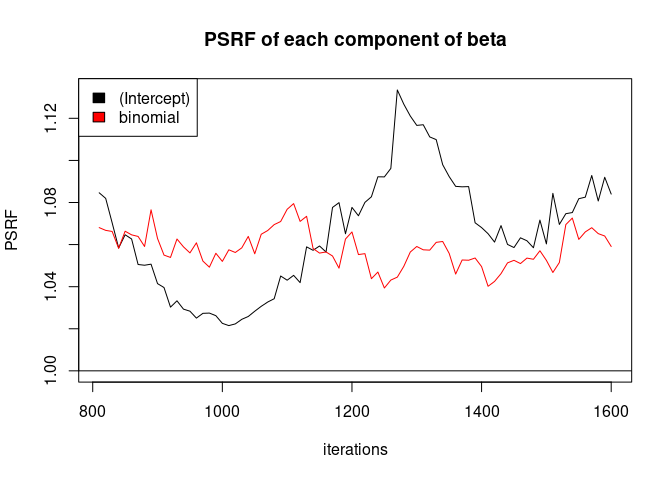 PSRF of each component of beta
(Intercept)
binomial
PSRF
1.12
1.08
1.04
1.00
800 1000 1200 1400 1600
iterations